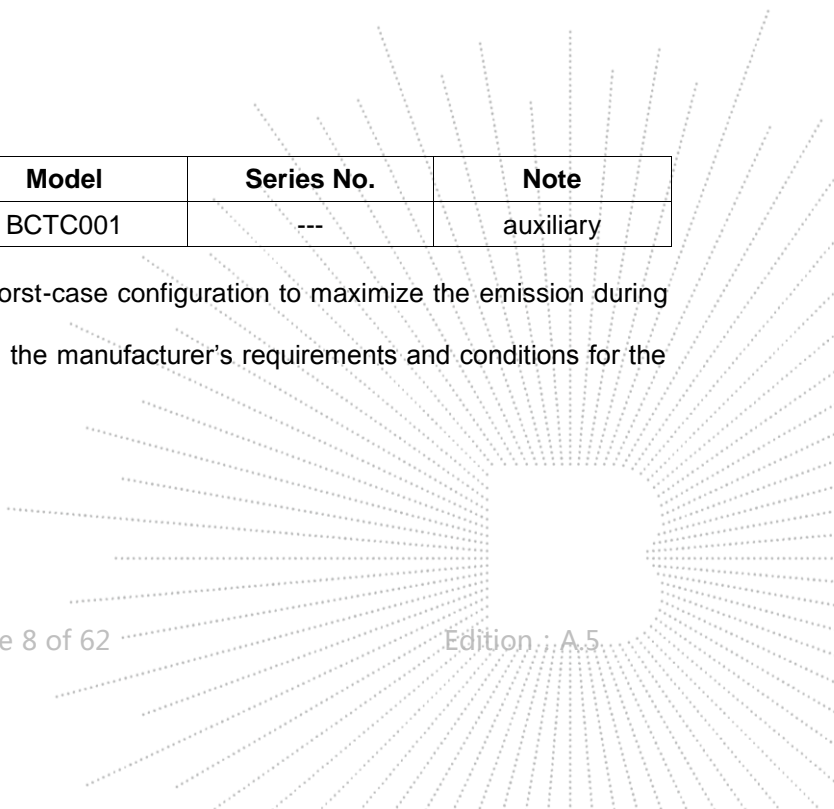 Model Series No. Note
BCTC001 --- auxiliary
orst-case configuration to maximize the emission during
the manufacturer's requirements and conditions for the
e 8 of 62 Edition : A.5